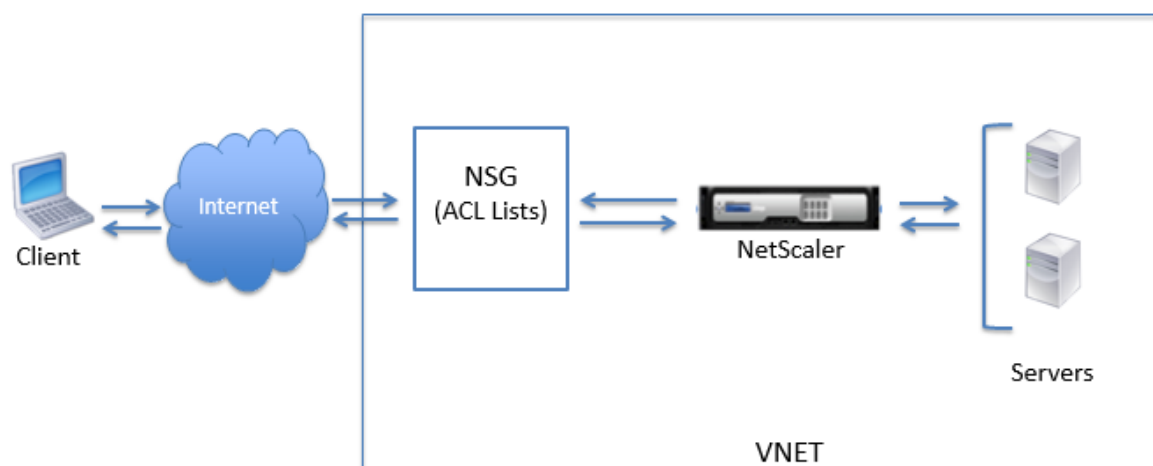 Client
Internet
NSG
(ACL Lists)
NetScaler
Servers
VNET